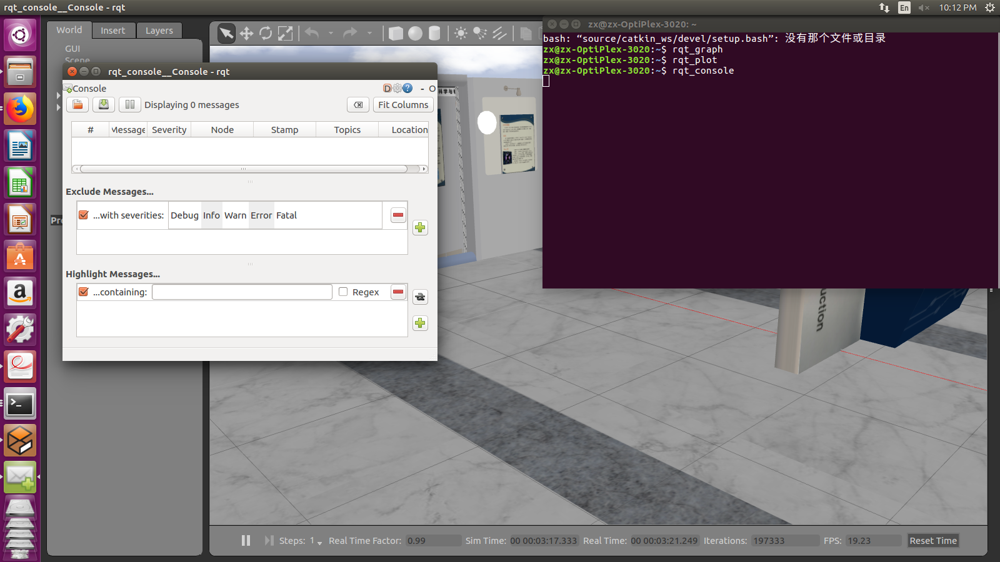 rqt_console__Console - rqt
En
10:12 PM
World
Insert
Layers
GUI
Scene
zx@zx-OptiPlex-3020: ~
bash: “source/catkin_ws/devel/setup.bash”: 没有那个文件或目录
zx@zx-OptiPlex-3020:~$ rqt_graph
zx@zx-OptiPlex-3020:~$ rqt_plot
zx@zx-OptiPlex-3020:~$ rqt_console
rqt_console__Console - rqt
Console
D
?
- O
Displaying 0 messages
Fit Columns
# Message Severity Node Stamp Topics Location
Exclude Messages...
...with severities: Debug Info Warn Error Fatal
Highlight Messages...
...containing: Regex
uction
Steps: 1 Real Time Factor: 0.99 Sim Time: 00 00:03:17.333 Real Time: 00 00:03:21.249 Iterations: 197333 FPS: 19.23 Reset Time